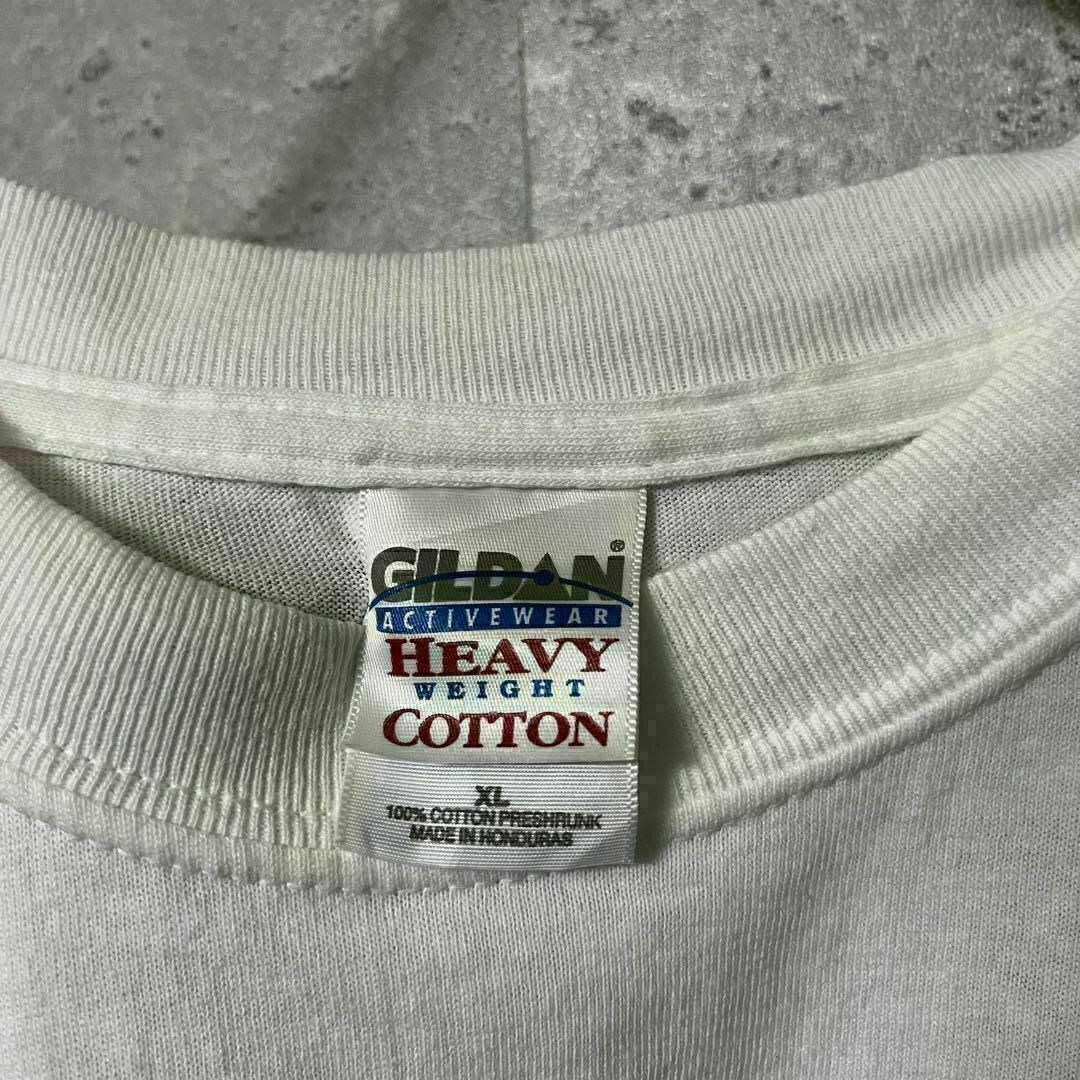 GILDAN®
ACTIVEWEAR
HEAVY
WEIGHT
COTTON
XL
100% COTTON PRESHRUNK
MADE IN HONDURAS